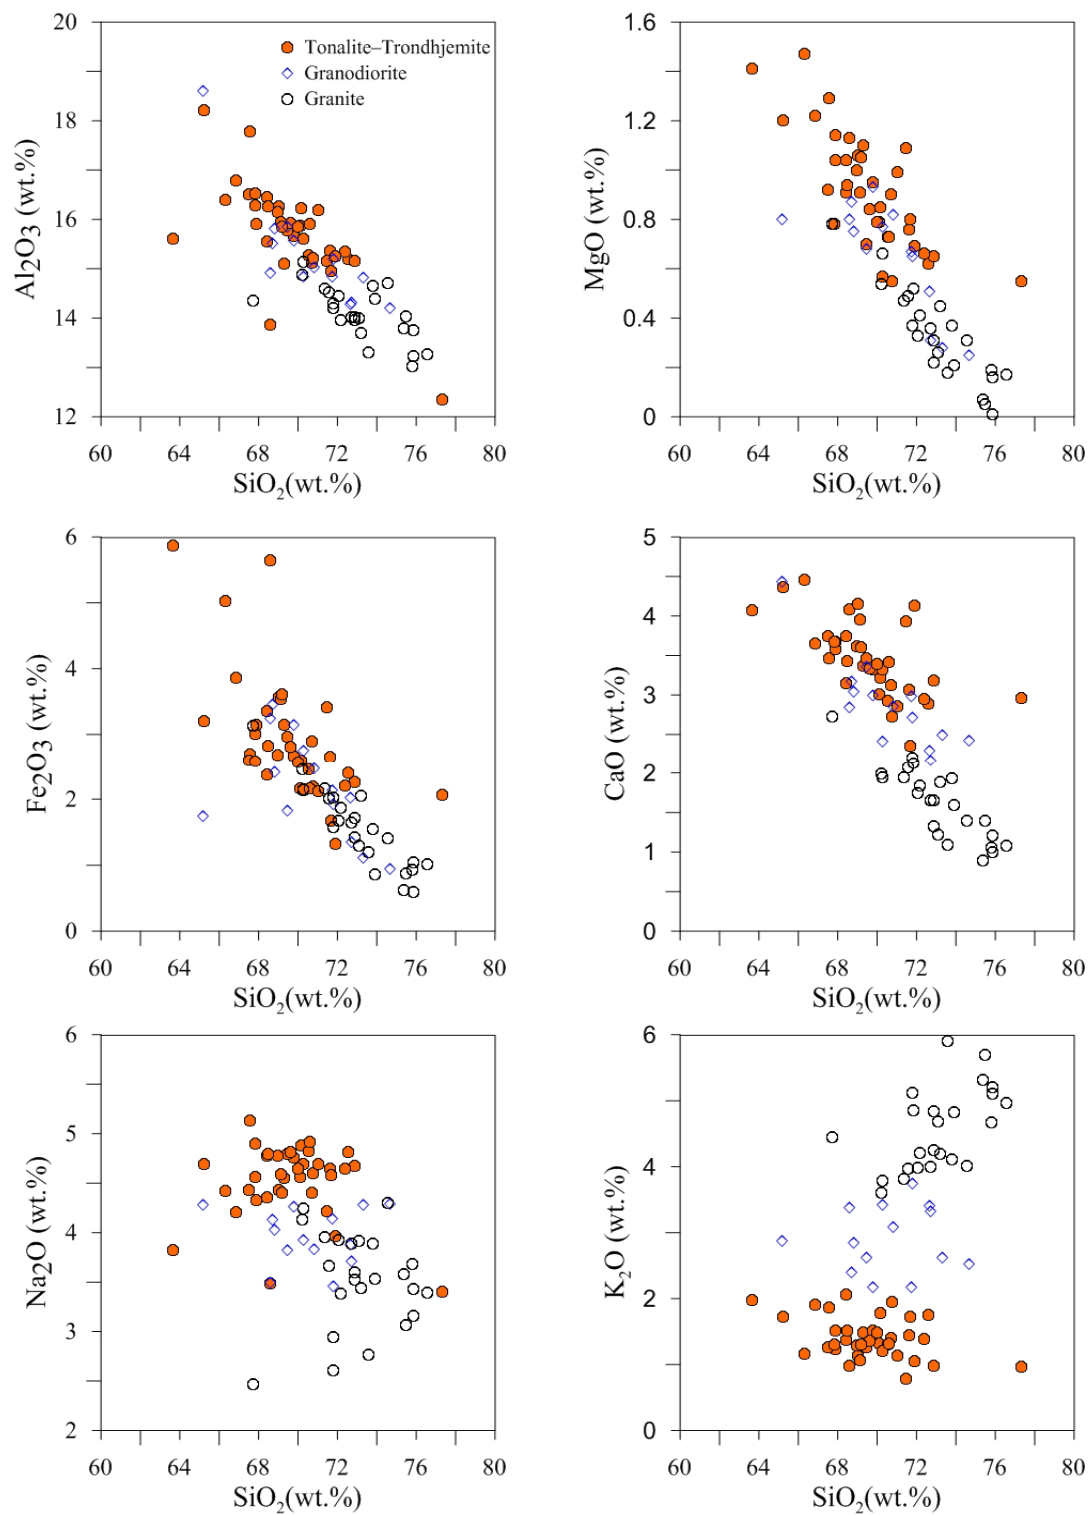 20
18
16
14
12
Al2O3 (wt.%)
Tonalite–Trondhjemite
Granodiorite
Granite
60 64 68 72 76 80
SiO2(wt.%)
1.6
1.2
0.8
0.4
0
MgO (wt.%)
60 64 68 72 76 80
SiO2(wt.%)
6
4
2
0
Fe2O3 (wt.%)
60 64 68 72 76 80
SiO2(wt.%)
5
4
3
2
1
0
CaO (wt.%)
60 64 68 72 76 80
SiO2(wt.%)
6
5
4
3
2
Na2O (wt.%)
60 64 68 72 76 80
SiO2(wt.%)
6
4
2
0
K2O (wt.%)
60 64 68 72 76 80
SiO2(wt.%)